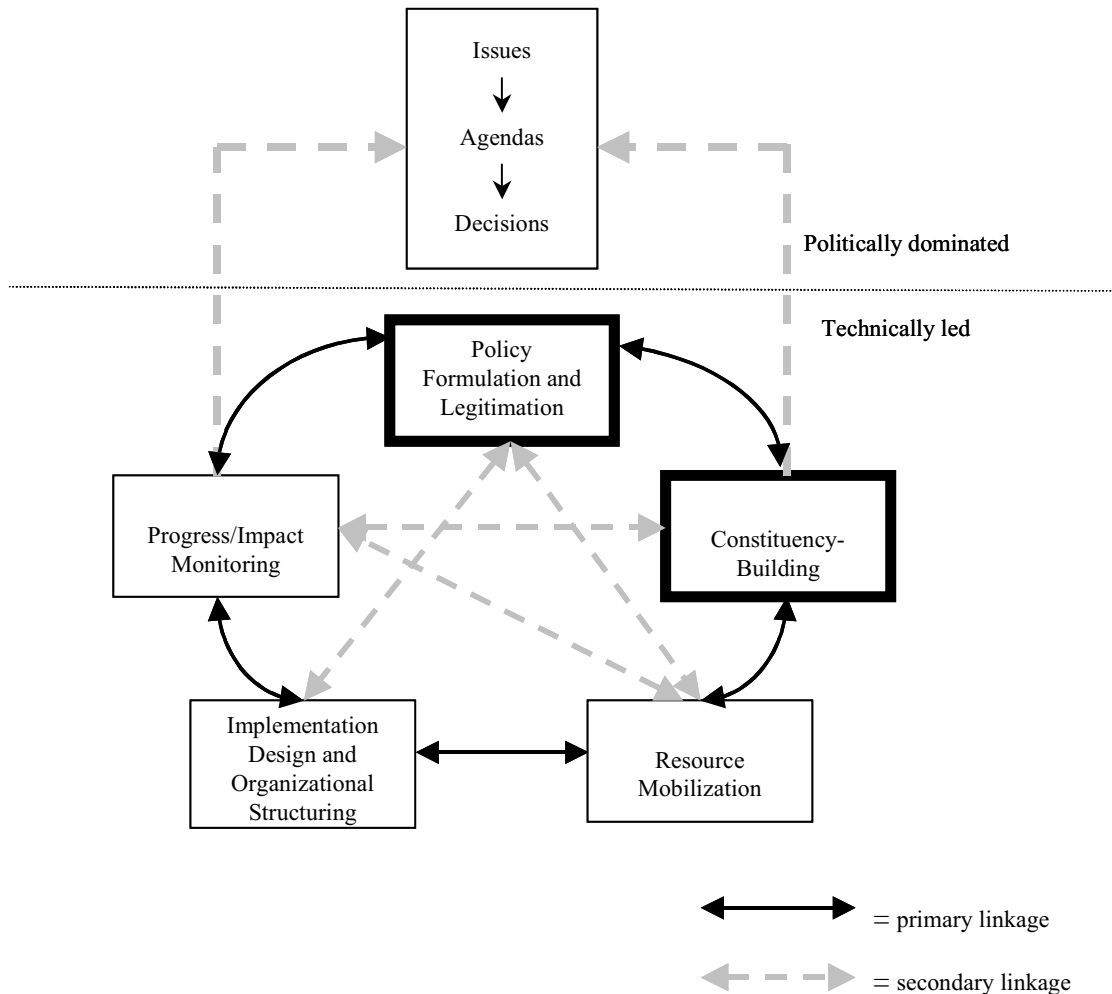 Issues
Agendas
Decisions
Politically dominated
Technically led
Policy
Formulation and
Legitimation
Progress/Impact
Monitoring
Constituency-
Building
Implementation
Design and
Organizational
Structuring
Resource
Mobilization
= primary linkage
= secondary linkage